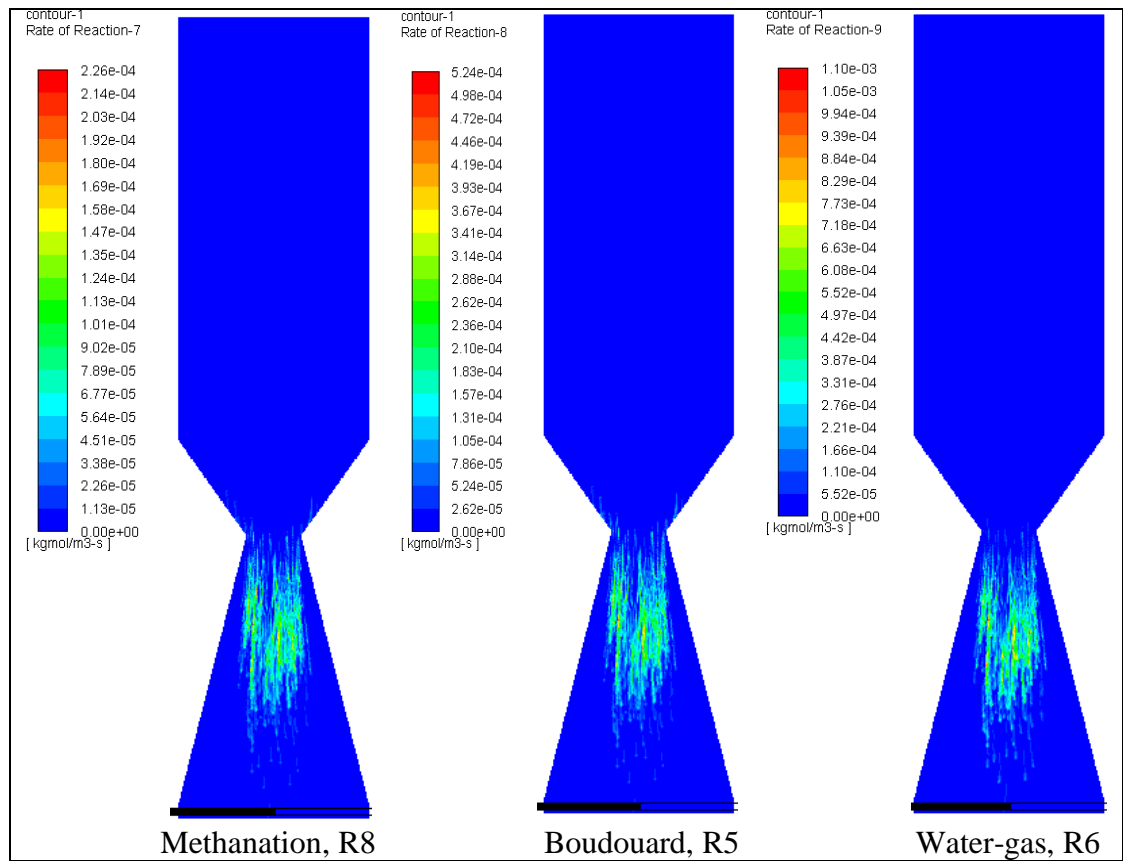 contour-1
Rate of Reaction-7
2.26e-04
2.14e-04
2.03e-04
1.92e-04
1.80e-04
1.69e-04
1.58e-04
1.47e-04
1.35e-04
1.24e-04
1.13e-04
1.01e-04
9.02e-05
7.89e-05
6.77e-05
5.64e-05
4.51e-05
3.38e-05
2.26e-05
1.13e-05
0.00e+00
[ kgmol/m3-s ]
Methanation, R8
contour-1
Rate of Reaction-8
5.24e-04
4.98e-04
4.72e-04
4.46e-04
4.19e-04
3.93e-04
3.67e-04
3.41e-04
3.14e-04
2.88e-04
2.62e-04
2.36e-04
2.10e-04
1.83e-04
1.57e-04
1.31e-04
1.05e-04
7.86e-05
5.24e-05
2.62e-05
0.00e+00
[ kgmol/m3-s ]
Boudouard, R5
contour-1
Rate of Reaction-9
1.10e-03
1.05e-03
9.94e-04
9.39e-04
8.84e-04
8.29e-04
7.73e-04
7.18e-04
6.63e-04
6.08e-04
5.52e-04
4.97e-04
4.42e-04
3.87e-04
3.31e-04
2.76e-04
2.21e-04
1.66e-04
1.10e-04
5.52e-05
0.00e+00
[ kgmol/m3-s ]
Water-gas, R6